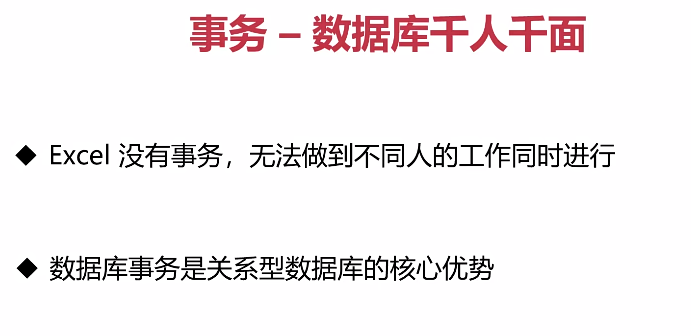 事务 – 数据库千人千面
◆ Excel 没有事务，无法做到不同人的工作同时进行
◆ 数据库事务是关系型数据库的核心优势